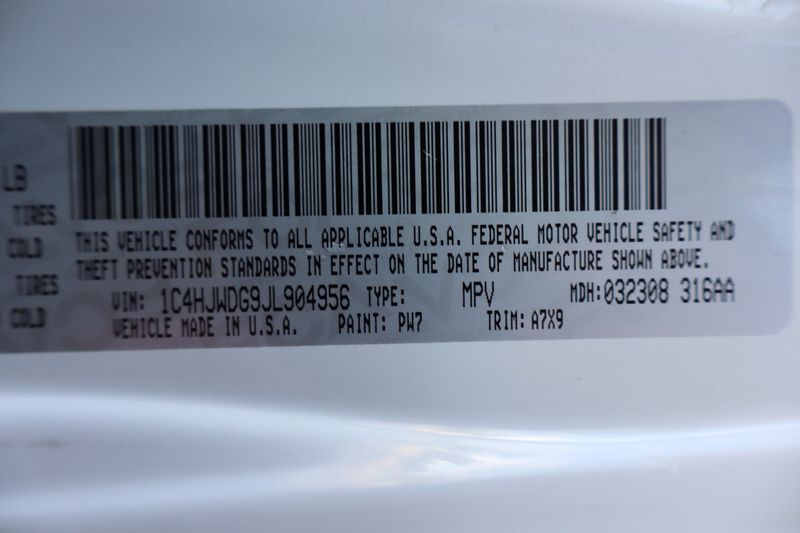 LB
TIRES
COLD
TIRES
COLD
THIS VEHICLE CONFORMS TO ALL APPLICABLE U.S.A. FEDERAL MOTOR VEHICLE SAFETY AND
THEFT PREVENTION STANDARDS IN EFFECT ON THE DATE OF MANUFACTURE SHOWN ABOVE.
VIN: 1C4HJWDG9JL904956 TYPE: MPV MDH: 032308 316AA
VEHICLE MADE IN U.S.A. PAINT: PW7 TRIM: A7X9